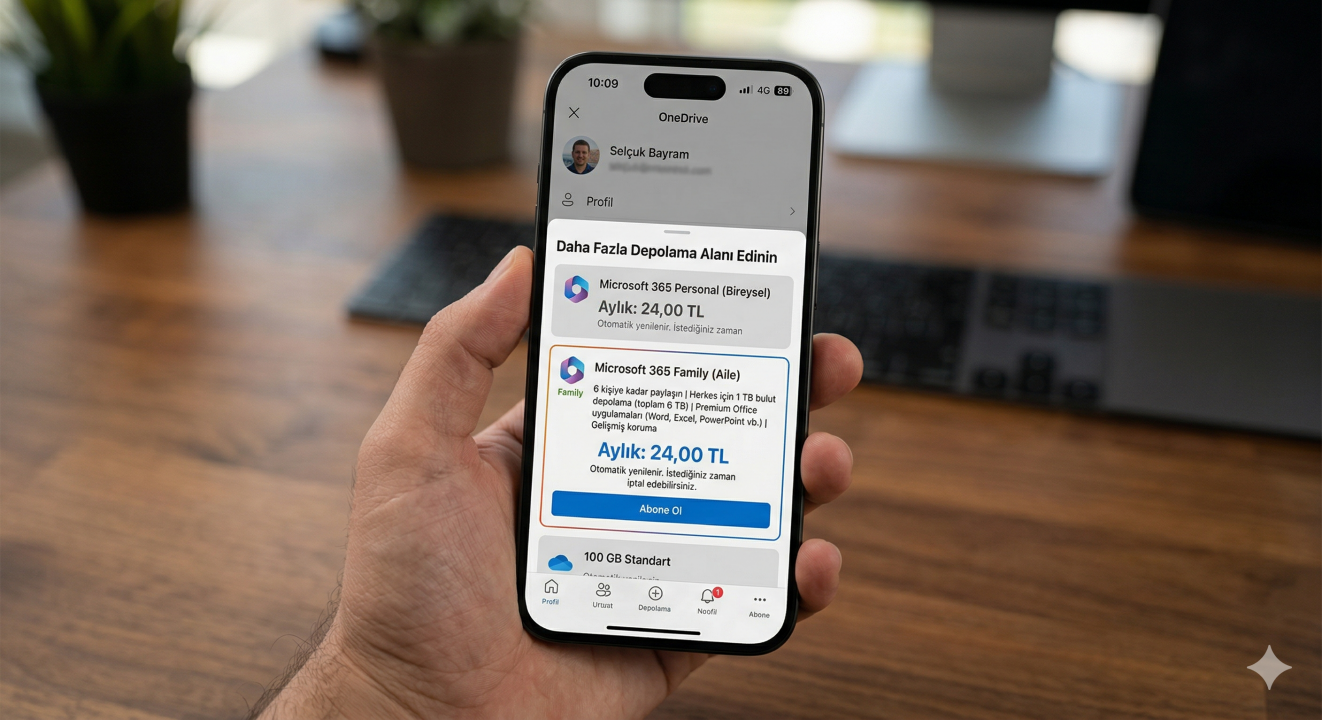 10:09
4G 89
OneDrive
Selçuk Bayram
Profil
Daha Fazla Depolama Alanı Edinin
Microsoft 365 Personal (Bireysel)
Aylık: 24,00 TL
Otomatik yenilenir. İstediğiniz zaman
Microsoft 365 Family (Aile)
Family
6 kişiye kadar paylaşın | Herkes için 1 TB bulut
depolama (toplam 6 TB) | Premium Office
uygulamaları (Word, Excel, PowerPoint vb.) |
Gelişmiş koruma
Aylık: 24,00 TL
Otomatik yenilenir. İstediğiniz zaman
iptal edebilirsiniz.
Abone Ol
100 GB Standart
1
Profil
Urtuat
Depolama
Noofil
Abone